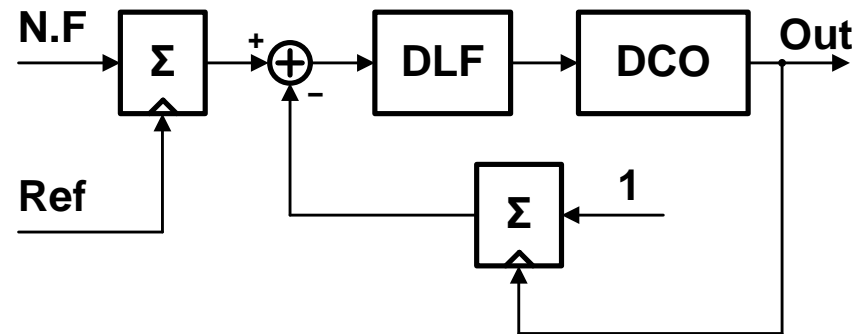 N.F
Σ
+
−
DLF
DCO
Out
Ref
Σ
1